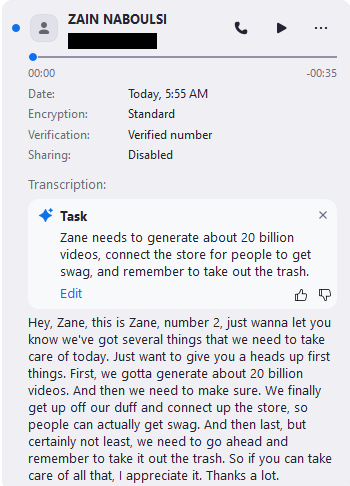 ZAIN NABOULSI
00:00
-00:35
Date: Today, 5:55 AM
Encryption: Standard
Verification: Verified number
Sharing: Disabled
Transcription:
Task
Zane needs to generate about 20 billion
videos, connect the store for people to get
swag, and remember to take out the trash.
Edit
Hey, Zane, this is Zane, number 2, just wanna let you
know we've got several things that we need to take
care of today. Just want to give you a heads up first
things. First, we gotta generate about 20 billion
videos. And then we need to make sure. We finally
get up off our duff and connect up the store, so
people can actually get swag. And then last, but
certainly not least, we need to go ahead and
remember to take it out the trash. So if you can take
care of all that, I appreciate it. Thanks a lot.